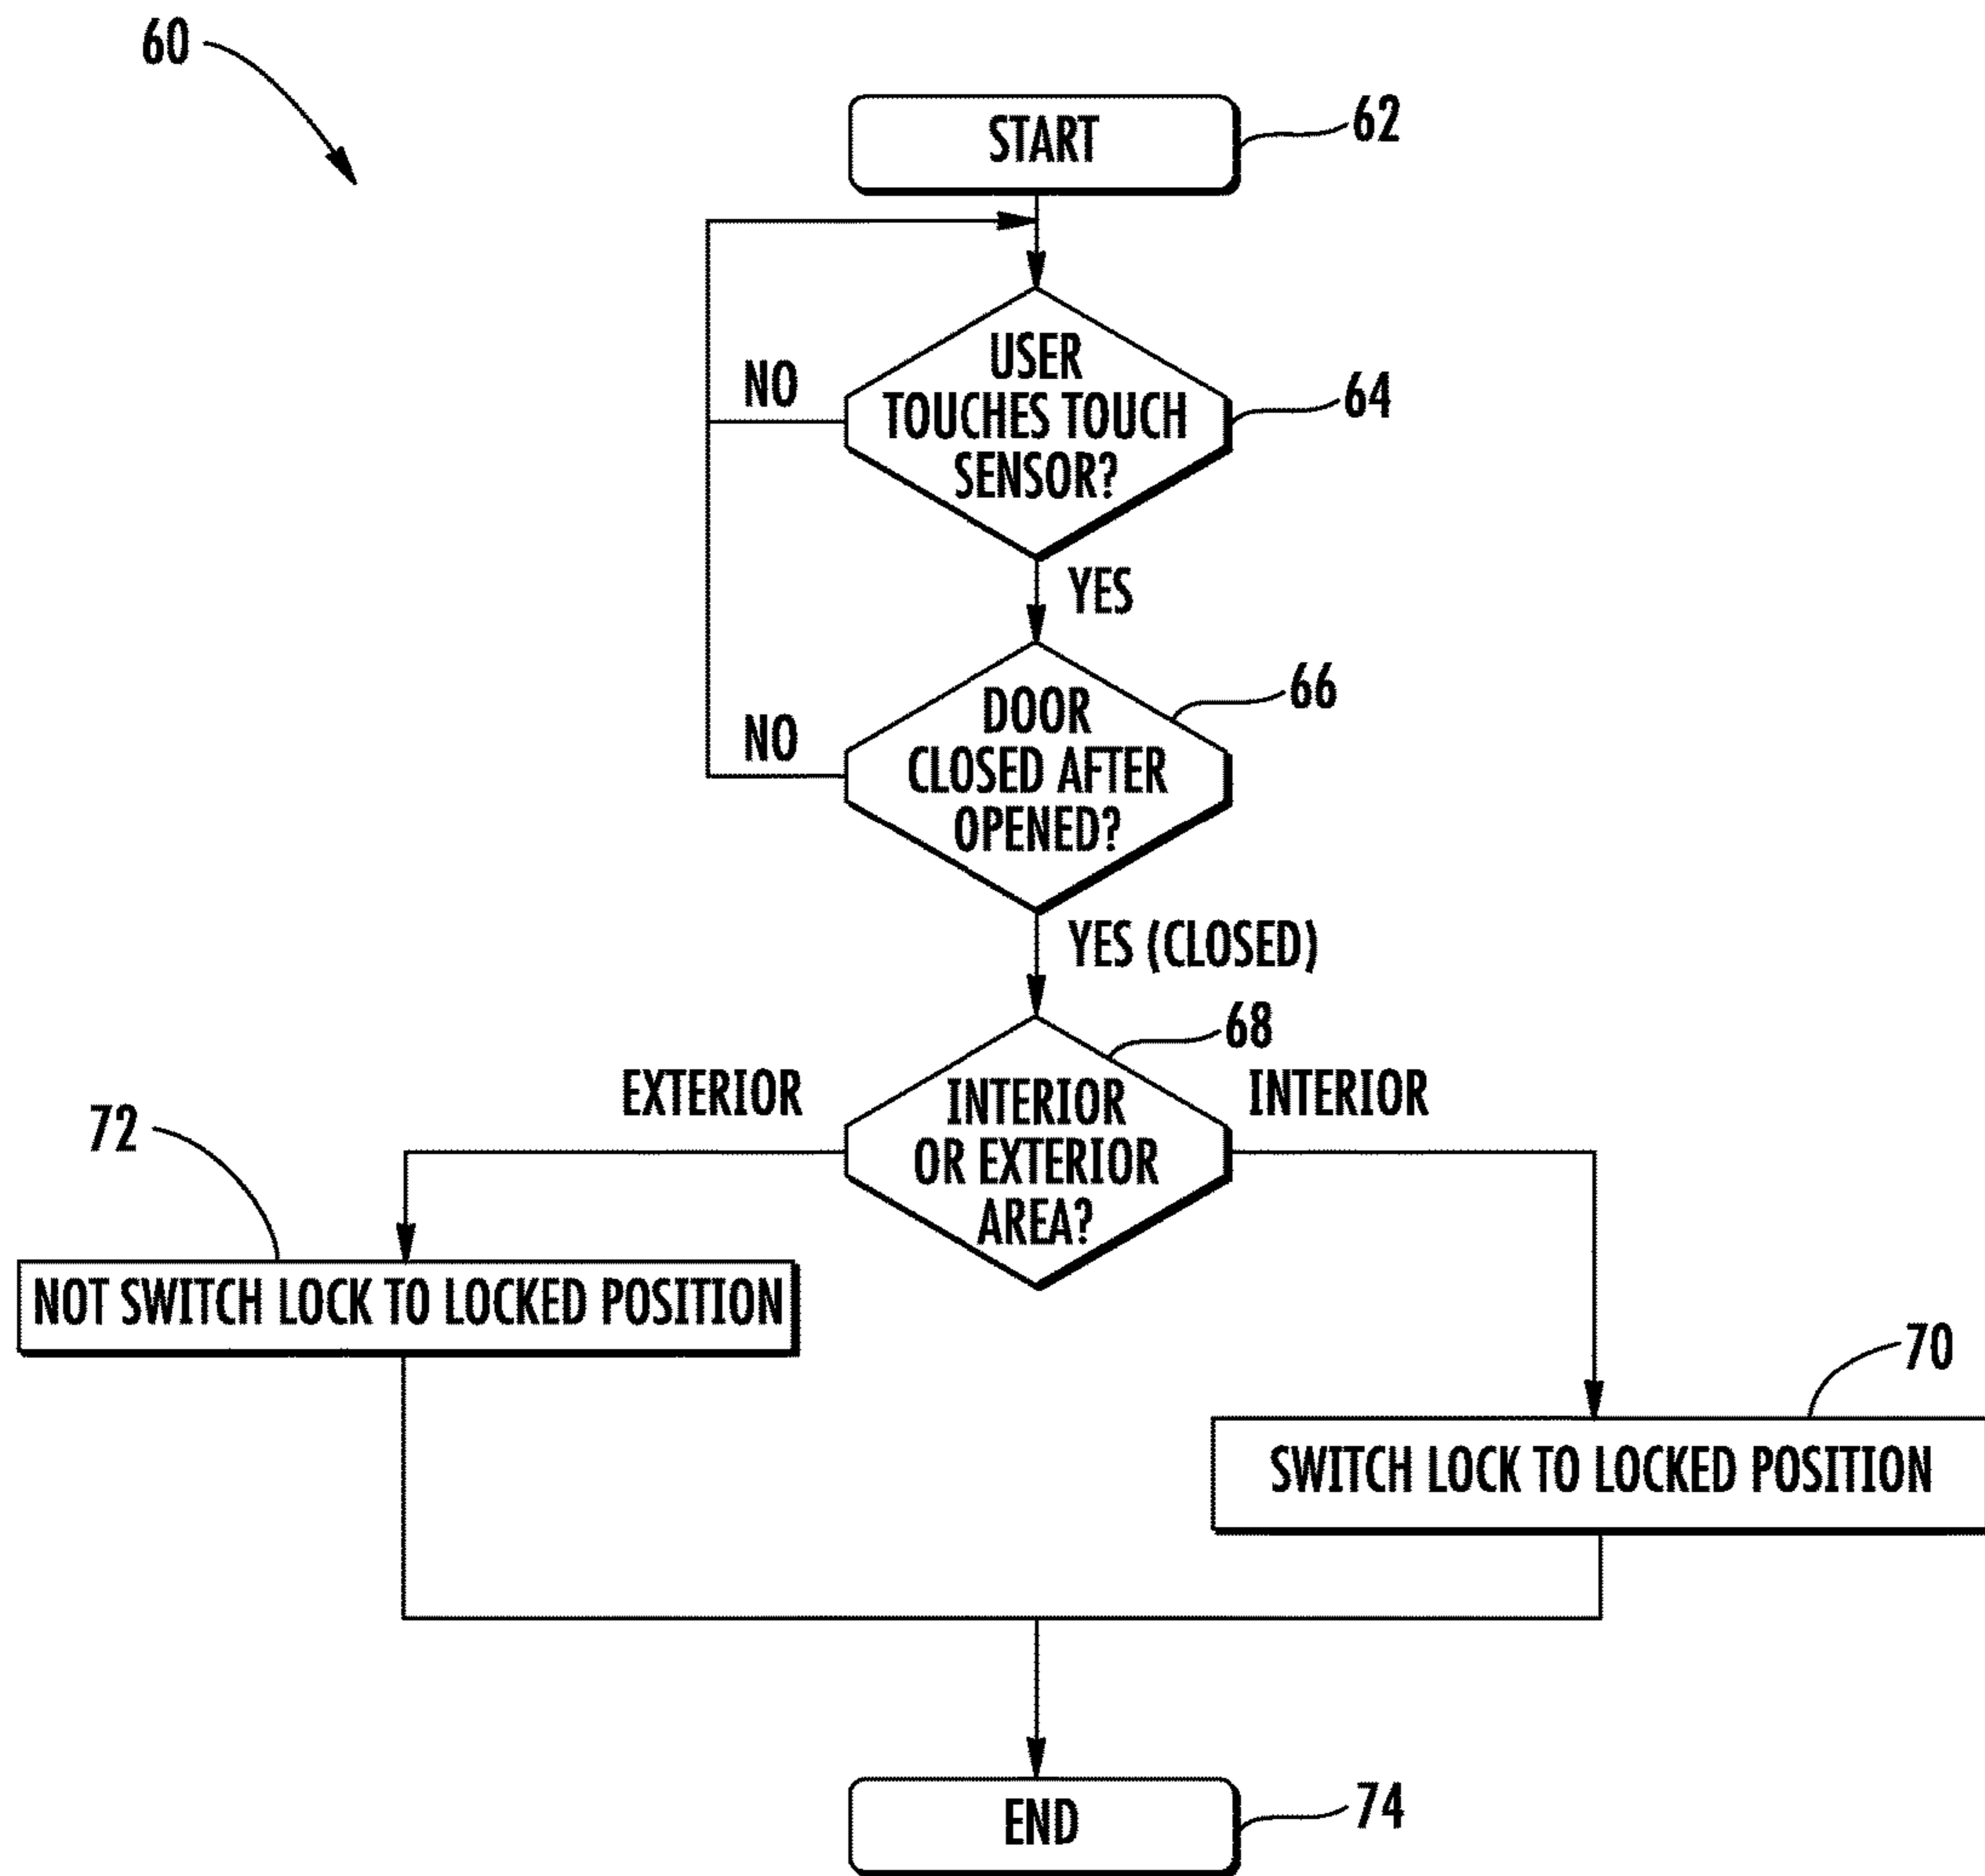 60
START
62
USER
TOUCHES TOUCH
SENSOR?
NO
64
YES
DOOR
CLOSED AFTER
OPENED?
66
NO
YES (CLOSED)
68
INTERIOR
OR EXTERIOR
AREA?
EXTERIOR
INTERIOR
72
NOT SWITCH LOCK TO LOCKED POSITION
70
SWITCH LOCK TO LOCKED POSITION
END
74